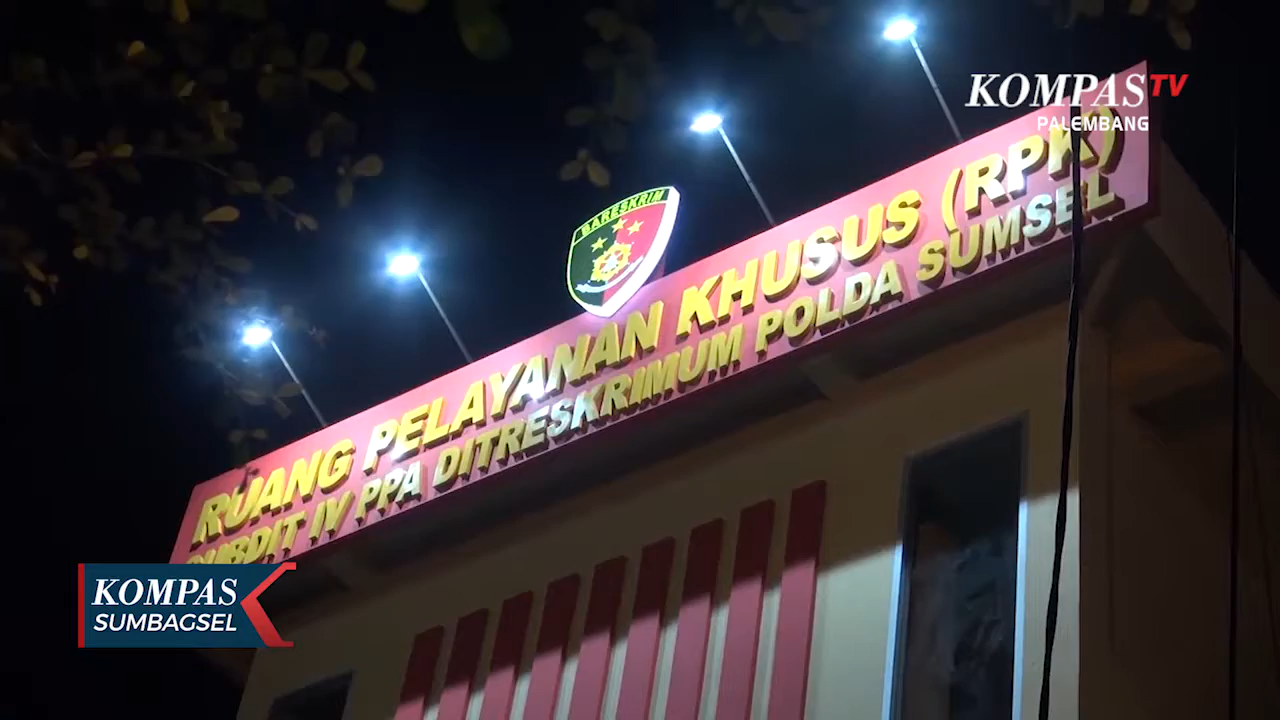 KOMPAS TV
PALEMBANG
BARESKRIM
RUANG PELAYANAN KHUSUS (RPK)
SUBDIT IV PPA DITRESKRIMUM POLDA SUMSEL
KOMPAS
SUMBAGSEL